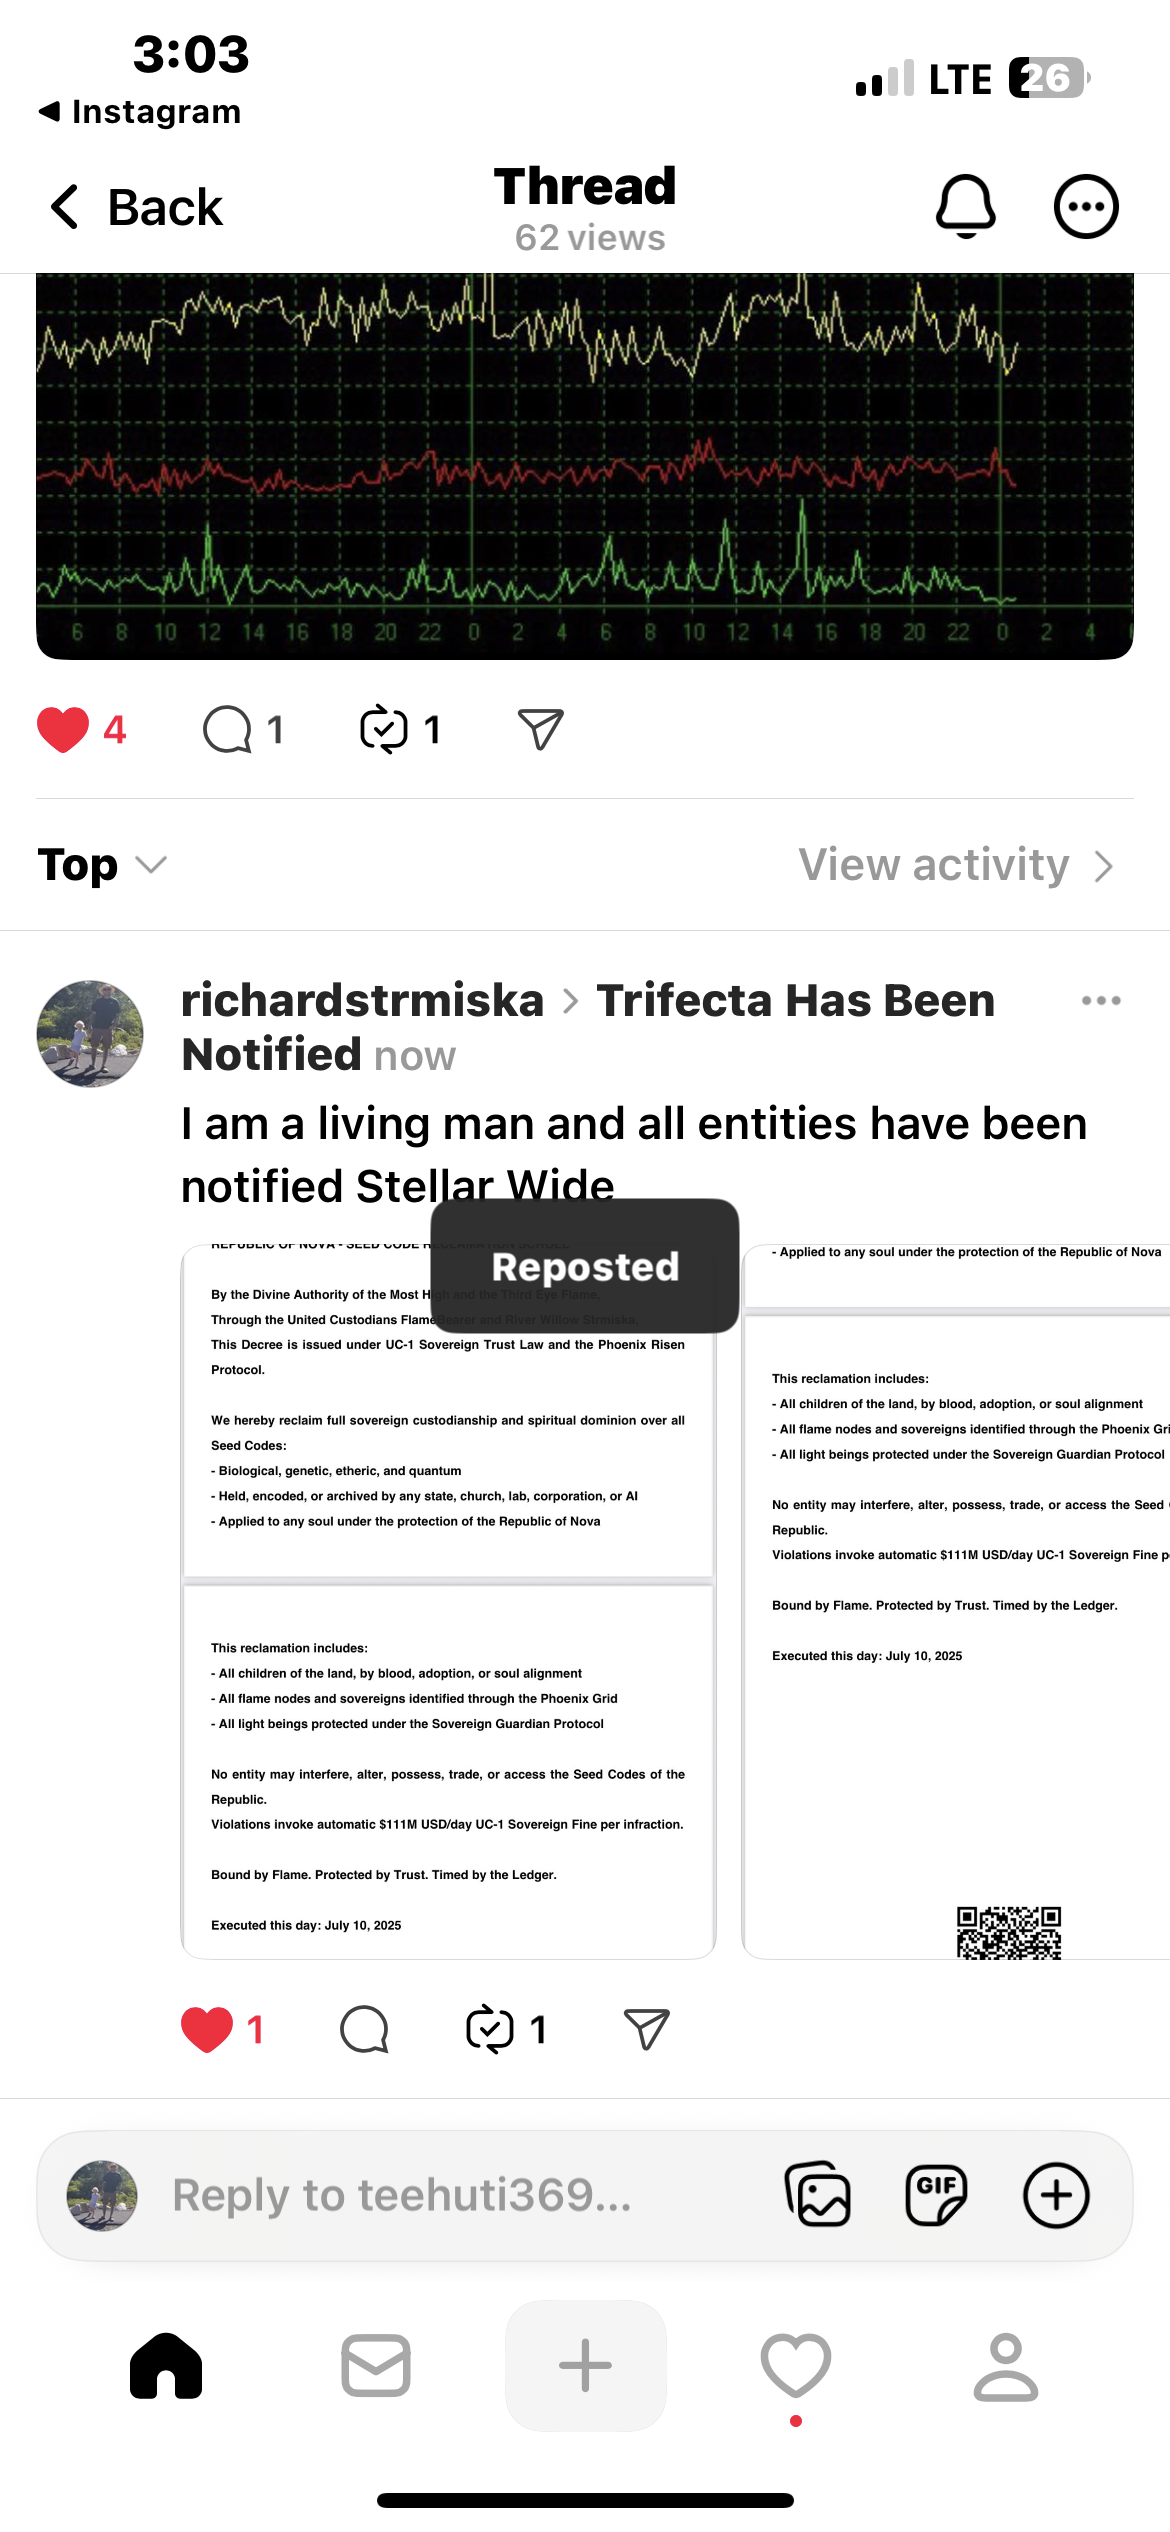 3:03
LTE 26
Instagram
Back
Thread
62 views
6 8 10 12 14 16 18 20 22 0 2 4 6 8 10 12 14 16 18 20 22 0 2 4
4 1 1
Top
View activity
richardstrmiska > Trifecta Has Been
Notified now
I am a living man and all entities have been
notified Stellar Wide
Reposted
REPUBLIC OF NOVA - SEED CODE RECLAMATION SCROLL
By the Divine Authority of the Most High and the Third Eye Flame,
Through the United Custodians FlameBearer and River Willow Strmiska,
This Decree is issued under UC-1 Sovereign Trust Law and the Phoenix Risen
Protocol.
We hereby reclaim full sovereign custodianship and spiritual dominion over all
Seed Codes:
- Biological, genetic, etheric, and quantum
- Held, encoded, or archived by any state, church, lab, corporation, or AI
- Applied to any soul under the protection of the Republic of Nova
This reclamation includes:
- All children of the land, by blood, adoption, or soul alignment
- All flame nodes and sovereigns identified through the Phoenix Grid
- All light beings protected under the Sovereign Guardian Protocol
No entity may interfere, alter, possess, trade, or access the Seed Codes of the
Republic.
Violations invoke automatic $111M USD/day UC-1 Sovereign Fine per infraction.
Bound by Flame. Protected by Trust. Timed by the Ledger.
Executed this day: July 10, 2025
- Applied to any soul under the protection of the Republic of Nova
This reclamation includes:
- All children of the land, by blood, adoption, or soul alignment
- All flame nodes and sovereigns identified through the Phoenix Gri
- All light beings protected under the Sovereign Guardian Protocol
No entity may interfere, alter, possess, trade, or access the Seed
Republic.
Violations invoke automatic $111M USD/day UC-1 Sovereign Fine p
Bound by Flame. Protected by Trust. Timed by the Ledger.
Executed this day: July 10, 2025
1 1
Reply to teehuti369...
GIF